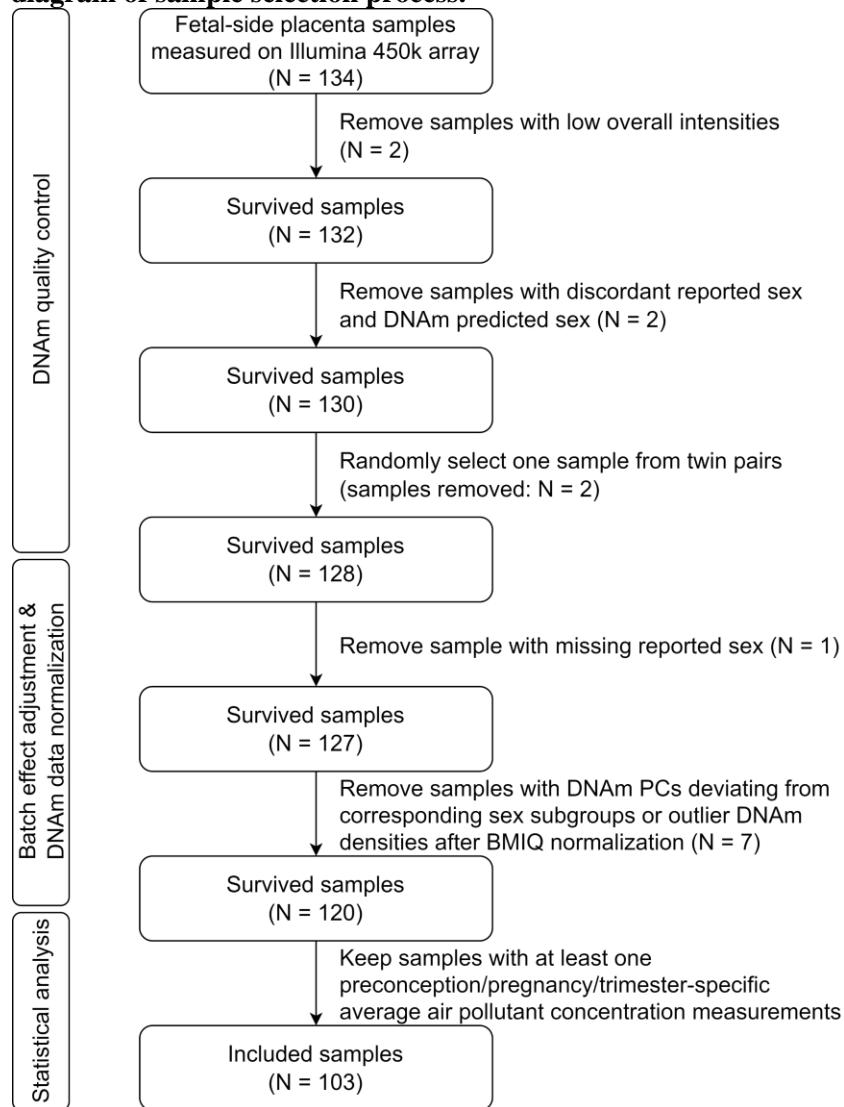 diagram of sample selection process.
Fetal-side placenta samples
measured on Illumina 450k array
(N = 134)
Remove samples with low overall intensities
(N = 2)
Survived samples
(N = 132)
Remove samples with discordant reported sex
and DNAm predicted sex (N = 2)
DNAm quality control
Survived samples
(N = 130)
Randomly select one sample from twin pairs
(samples removed: N = 2)
Survived samples
(N = 128)
Remove sample with missing reported sex (N = 1)
Batch effect adjustment &
DNAm data normalization
Survived samples
(N = 127)
Remove samples with DNAm PCs deviating from
corresponding sex subgroups or outlier DNAm
densities after BMIQ normalization (N = 7)
Survived samples
(N = 120)
Keep samples with at least one
preconception/pregnancy/trimester-specific
average air pollutant concentration measurements
Statistical analysis
Included samples
(N = 103)